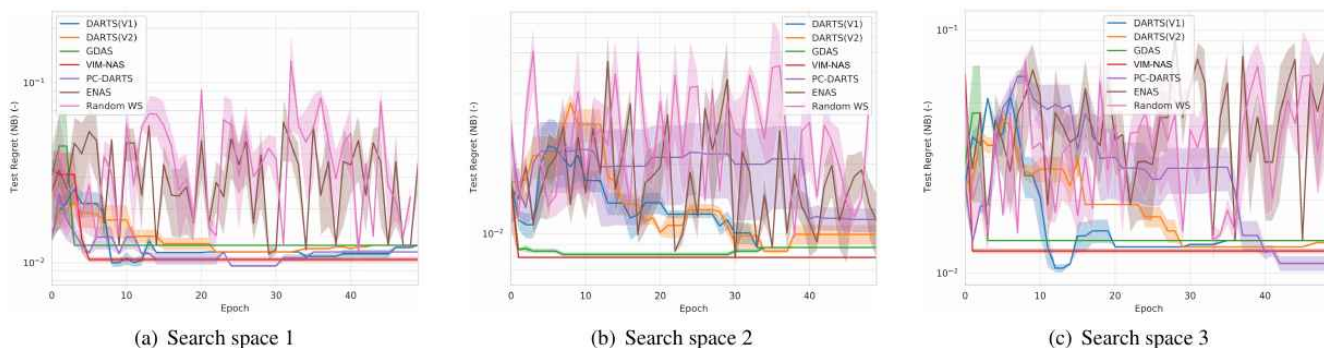 DARTS(V1)
DARTS(V2)
GDAS
VIM-NAS
PC-DARTS
ENAS
Random WS
10⁻¹
10⁻²
Test Regret (NB) (-)
0 10 20 30 40
Epoch
(a) Search space 1
DARTS(V1)
DARTS(V2)
GDAS
VIM-NAS
PC-DARTS
ENAS
Random WS
10⁻²
Test Regret (NB) (-)
0 10 20 30 40
Epoch
(b) Search space 2
DARTS(V1)
DARTS(V2)
GDAS
VIM-NAS
PC-DARTS
ENAS
Random WS
10⁻¹
10⁻²
Test Regret (NB) (-)
0 10 20 30 40
Epoch
(c) Search space 3